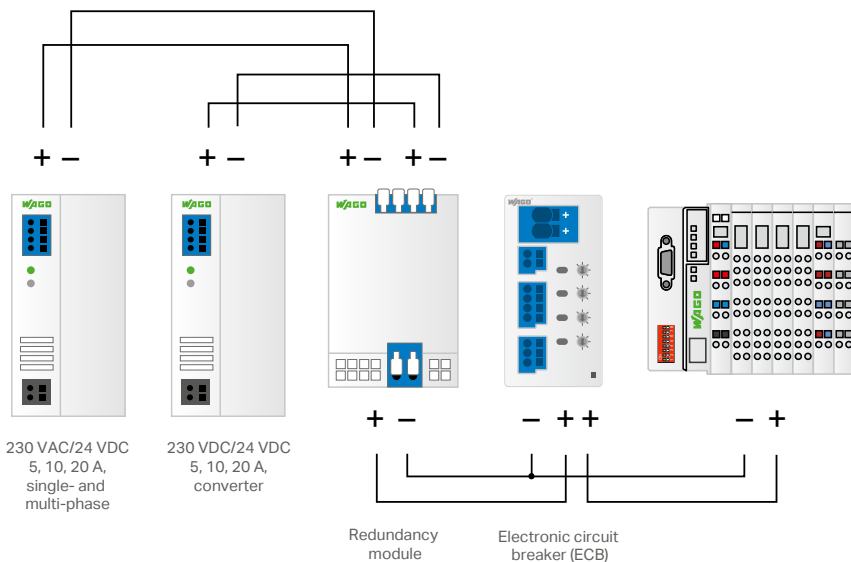 + – + – + – + –
WAGO
WAGO
WAGO
WAGO
+
+
WAGO
+ – – + + – +
230 VAC/24 VDC
5, 10, 20 A,
single- and
multi-phase
230 VDC/24 VDC
5, 10, 20 A,
converter
Redundancy
module
Electronic circuit
breaker (ECB)